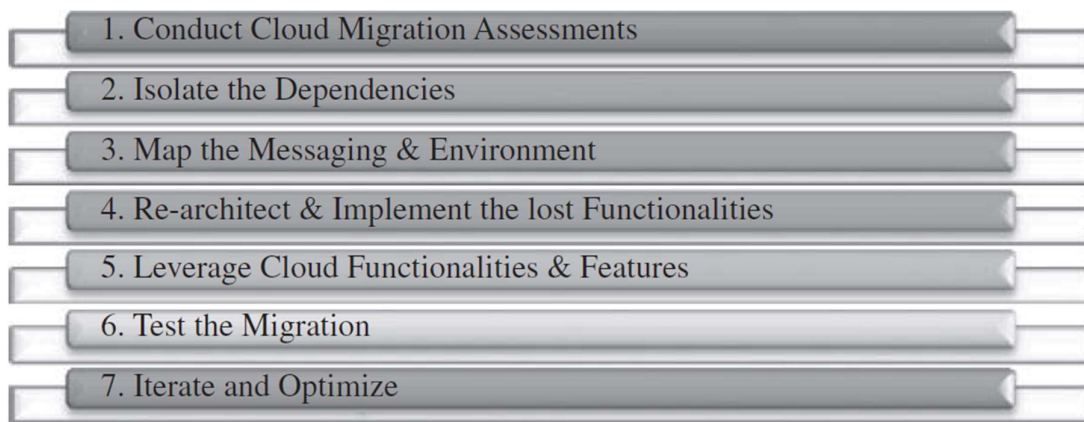 1. Conduct Cloud Migration Assessments
2. Isolate the Dependencies
3. Map the Messaging & Environment
4. Re-architect & Implement the lost Functionalities
5. Leverage Cloud Functionalities & Features
6. Test the Migration
7. Iterate and Optimize